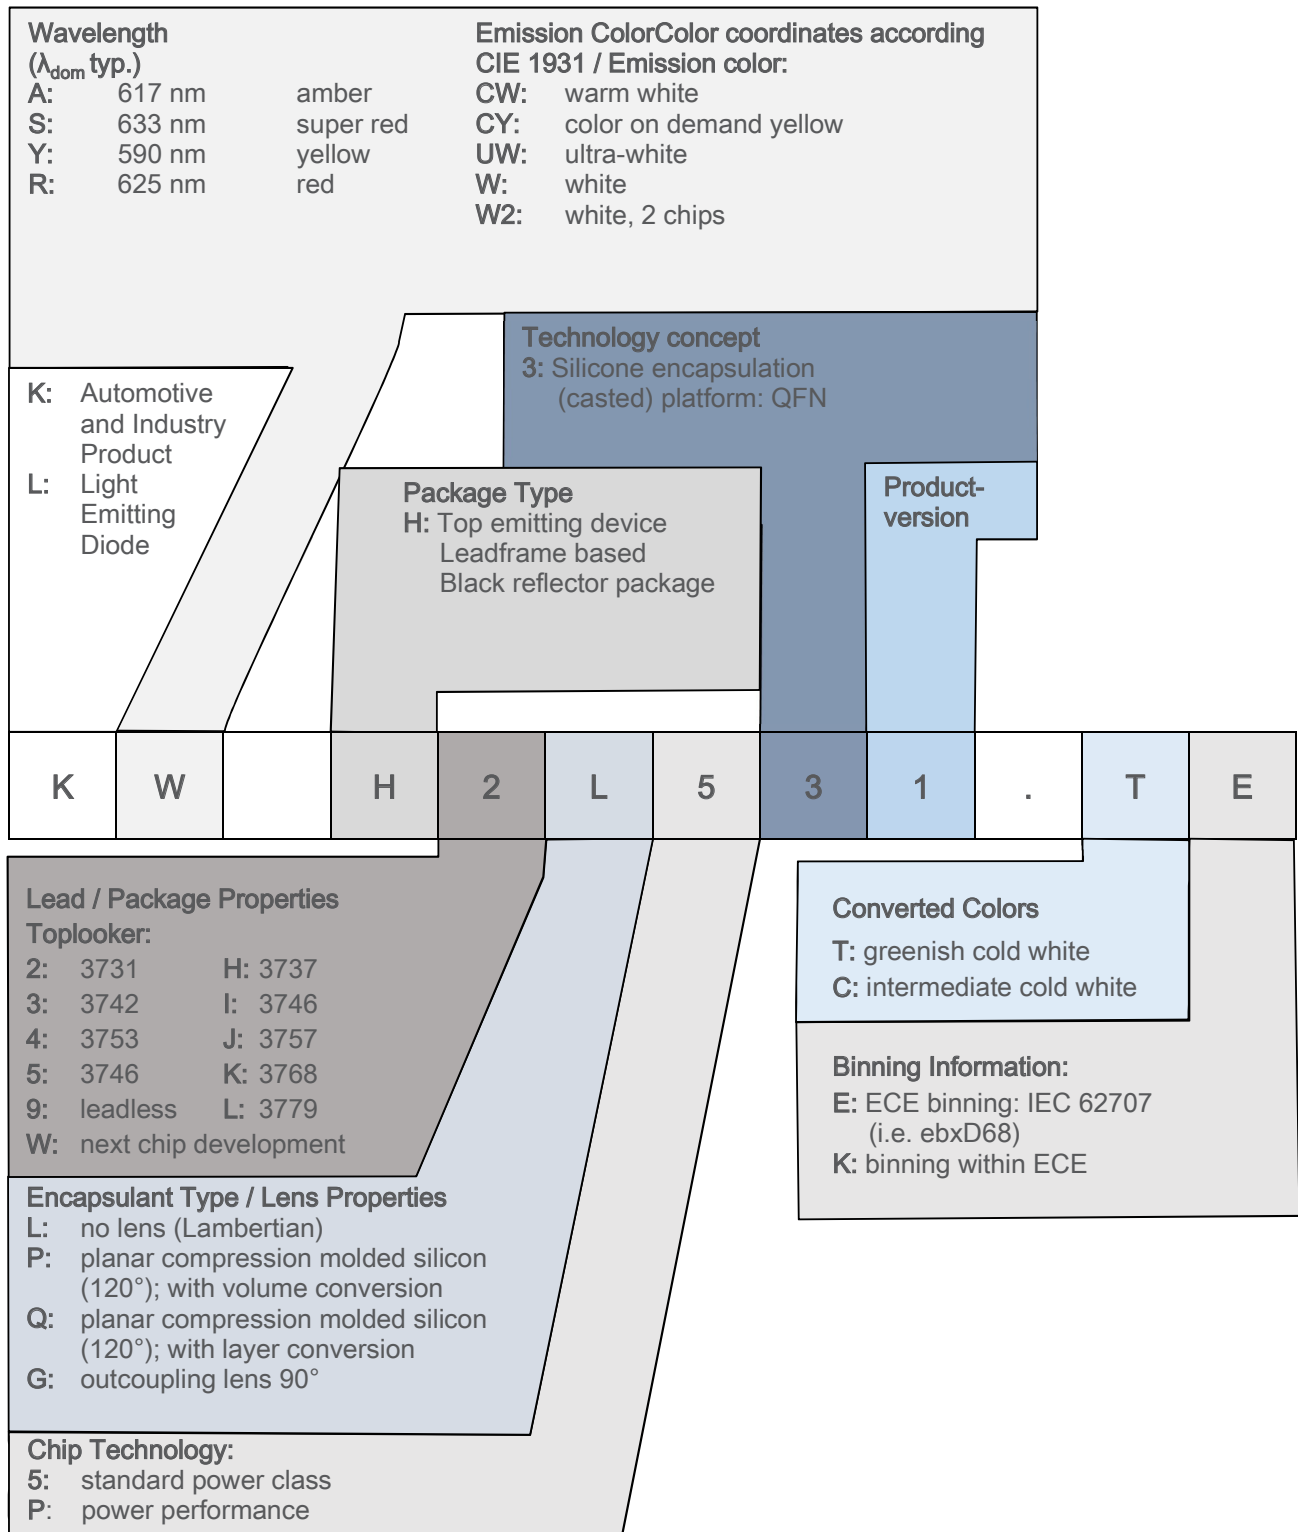 Wavelength
(λdom typ.)
A: 617 nm amber
S: 633 nm super red
Y: 590 nm yellow
R: 625 nm red
Emission ColorColor coordinates according
CIE 1931 / Emission color:
CW: warm white
CY: color on demand yellow
UW: ultra-white
W: white
W2: white, 2 chips
Technology concept
3: Silicone encapsulation
(casted) platform: QFN
K: Automotive
and Industry
Product
L: Light
Emitting
Diode
Package Type
H: Top emitting device
Leadframe based
Black reflector package
Product-
version
K W H 2 L 5 3 1 . T E
Lead / Package Properties
Toplooker:
2: 3731 H: 3737
3: 3742 I: 3746
4: 3753 J: 3757
5: 3746 K: 3768
9: leadless L: 3779
W: next chip development
Encapsulant Type / Lens Properties
L: no lens (Lambertian)
P: planar compression molded silicon
(120°); with volume conversion
Q: planar compression molded silicon
(120°); with layer conversion
G: outcoupling lens 90°
Chip Technology:
5: standard power class
P: power performance
Converted Colors
T: greenish cold white
C: intermediate cold white
Binning Information:
E: ECE binning: IEC 62707
(i.e. ebxD68)
K: binning within ECE